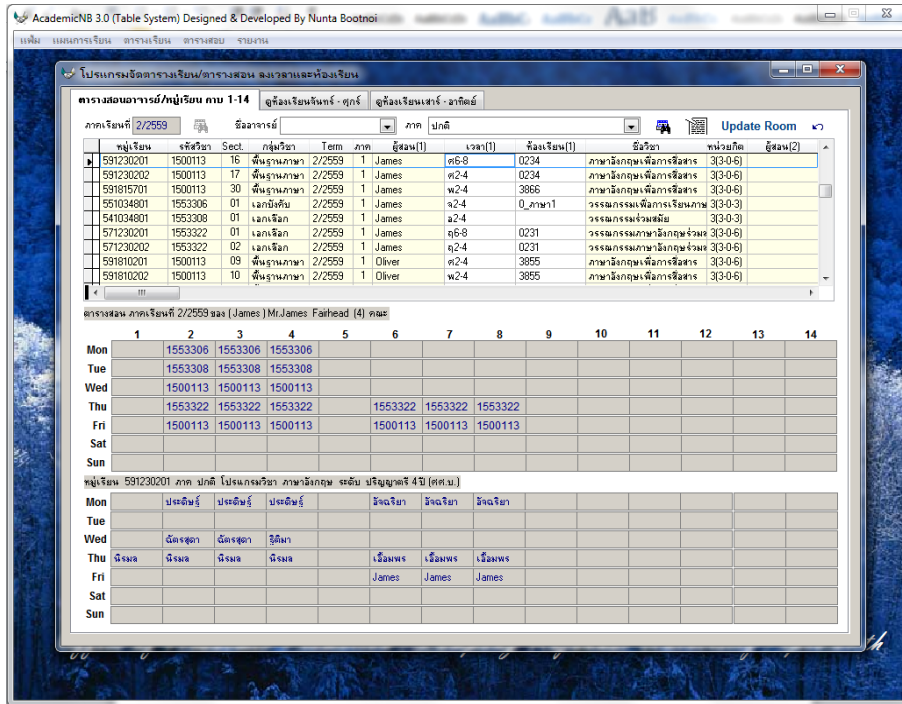 AcademicNB 3.0 (Table System) Designed & Developed By Nunta Bootnoi
แฟ้ม แผนการเรียน ตารางเรียน ตารางสอบ รายงาน
โปรแกรมจัดตารางเรียน/ตารางสอน ลงเวลาและห้องเรียน
ตารางสอนอาจารย์/หมู่เรียน คาบ 1-14 ดูห้องเรียนจันทร์ - ศุกร์ ดูห้องเรียนเสาร์ - อาทิตย์
ภาคเรียนที่ 2/2559 ชื่ออาจารย์ ภาค ปกติ Update Room
หมู่เรียน รหัสวิชา Sect. กลุ่มวิชา Term ภาค ผู้สอน(1) เวลา(1) ห้องเรียน(1) ชื่อวิชา หน่วยกิต ผู้สอน(2)
591230201 1500113 16 พื้นฐานภาษา 2/2559 1 James ศ6-8 0234 ภาษาอังกฤษเพื่อการสื่อสาร 3(3-0-6)
591230202 1500113 17 พื้นฐานภาษา 2/2559 1 James ศ2-4 0234 ภาษาอังกฤษเพื่อการสื่อสาร 3(3-0-6)
591815701 1500113 30 พื้นฐานภาษา 2/2559 1 James พ2-4 3866 ภาษาอังกฤษเพื่อการสื่อสาร 3(3-0-6)
551034801 1553306 01 เอกบังคับ 2/2559 1 James จ2-4 0_ภาษา1 วรรณกรรมเพื่อการเรียนภาษ 3(3-0-3)
541034801 1553308 01 เอกเลือก 2/2559 1 James อ2-4 วรรณกรรมร่วมสมัย 3(3-0-3)
571230201 1553322 01 เอกเลือก 2/2559 1 James ฤ6-8 0231 วรรณกรรมภาษาอังกฤษร่วมส 3(3-0-6)
571230202 1553322 02 เอกเลือก 2/2559 1 James ฤ2-4 0231 วรรณกรรมภาษาอังกฤษร่วมส 3(3-0-6)
591810201 1500113 09 พื้นฐานภาษา 2/2559 1 Oliver ศ2-4 3855 ภาษาอังกฤษเพื่อการสื่อสาร 3(3-0-6)
591810202 1500113 10 พื้นฐานภาษา 2/2559 1 Oliver พ2-4 3855 ภาษาอังกฤษเพื่อการสื่อสาร 3(3-0-6)
ตารางสอน ภาคเรียนที่ 2/2559 ของ ( James ) Mr.James Fairhead (4) คณะ
1 2 3 4 5 6 7 8 9 10 11 12 13 14
Mon 1553306 1553306 1553306
Tue 1553308 1553308 1553308
Wed 1500113 1500113 1500113
Thu 1553322 1553322 1553322 1553322 1553322 1553322
Fri 1500113 1500113 1500113 1500113 1500113 1500113
Sat
Sun
หมู่เรียน 591230201 ภาค ปกติ โปรแกรมวิชา ภาษาอังกฤษ ระดับ ปริญญาตรี 4 ปี (ศศ.บ.)
Mon ประดิษฐ์ ประดิษฐ์ ประดิษฐ์ อัจฉริยา อัจฉริยา อัจฉริยา
Tue
Wed ฉัตรสุดา ฉัตรสุดา ฐิติมา
Thu นิรมล นิรมล นิรมล นิรมล เอื้อมพร เอื้อมพร เอื้อมพร
Fri James James James
Sat
Sun